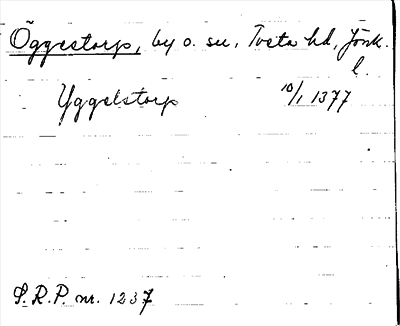 Öggestorp, by o. sn, Tveta hd, Jönk.
l.
Yggelstorp 10/1 1377
S.R.P. nr. 1237